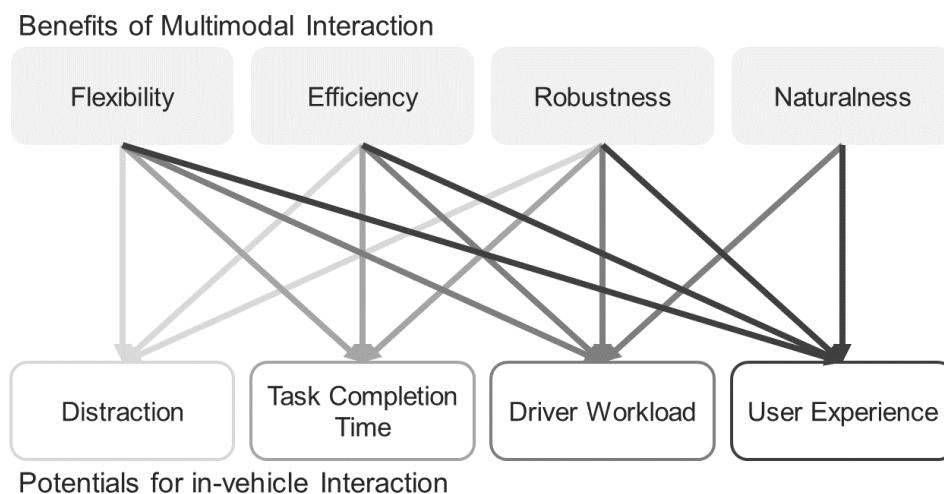 Benefits of Multimodal Interaction
Flexibility
Efficiency
Robustness
Naturalness
Distraction
Task Completion
Time
Driver Workload
User Experience
Potentials for in-vehicle Interaction